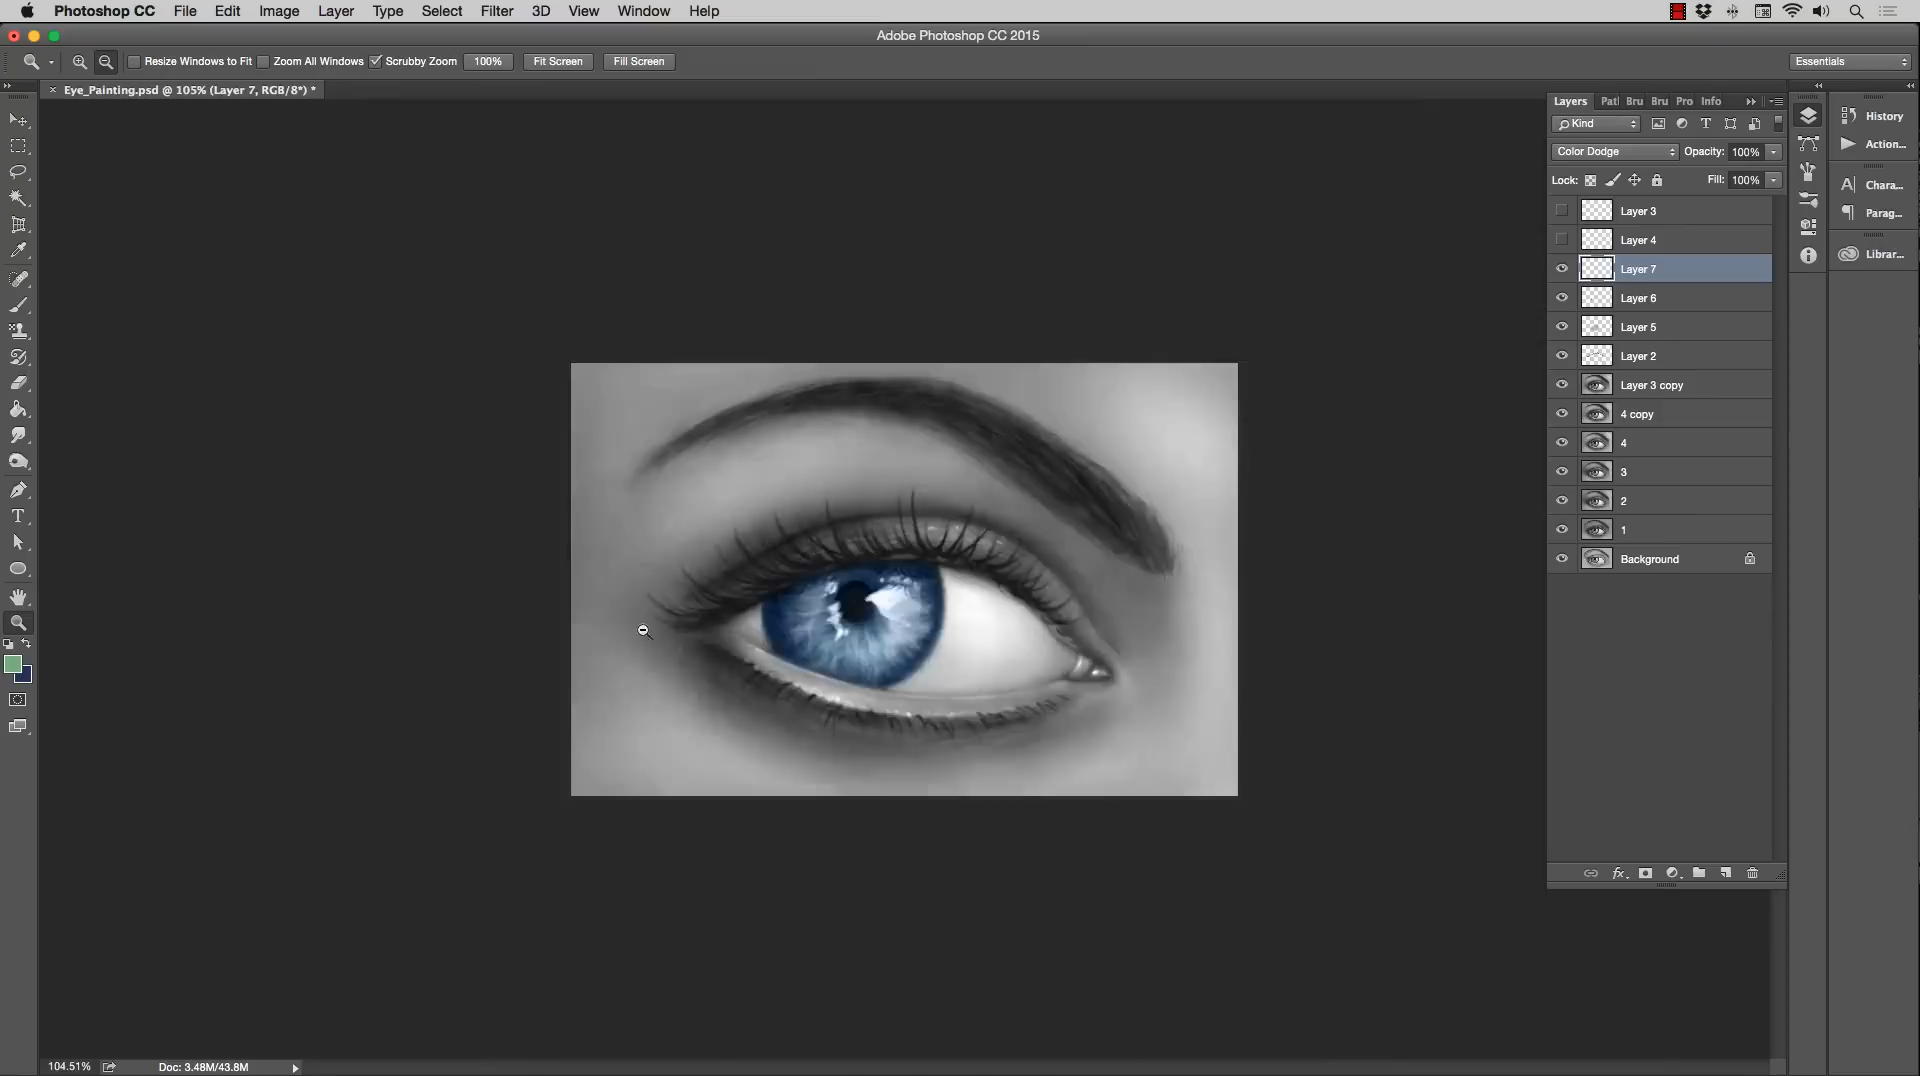 Photoshop CC File Edit Image Layer Type Select Filter 3D View Window Help
Adobe Photoshop CC 2015
Resize Windows to Fit Zoom All Windows Scrubby Zoom 100% Fit Screen Fill Screen Essentials
Eye_Painting.psd @ 105% (Layer 7, RGB/8*) *
Layers Pat Bru Bru Pro Info
Kind
Color Dodge Opacity: 100%
Lock: Fill: 100%
Layer 3
Layer 4
Layer 7
Layer 6
Layer 5
Layer 2
Layer 3 copy
4 copy
4
3
2
1
Background
History
Action...
Chara...
Parag...
Librar...
104.51% Doc: 3.48M/43.8M